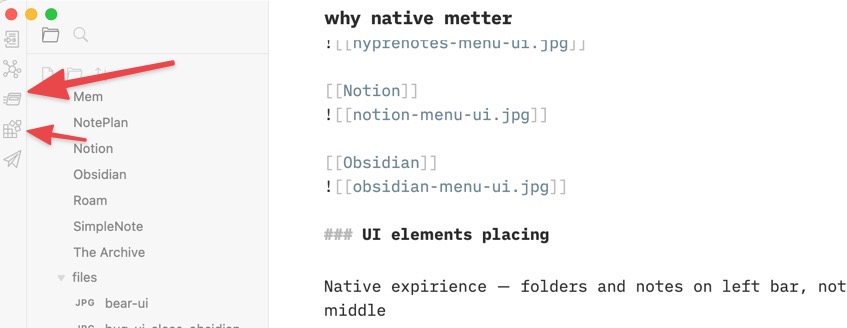 Mem
NotePlan
Notion
Obsidian
Roam
SimpleNote
The Archive
files
JPG bear-ui
JPG
why native metter
![[hyprenotes-menu-ui.jpg]]
[[Notion]]
![[notion-menu-ui.jpg]]
[[Obsidian]]
![[obsidian-menu-ui.jpg]]
### UI elements placing
Native expirience — folders and notes on left bar, not
middle